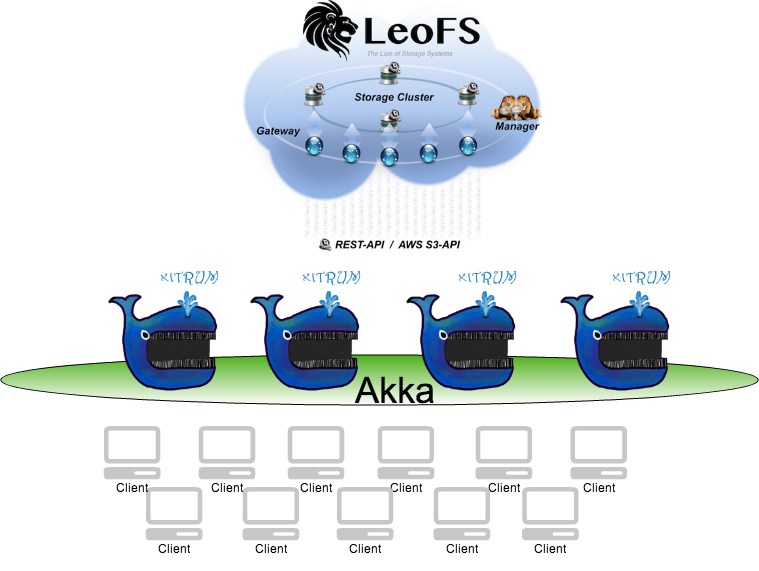 LeoFS
The Lion of Storage Systems
Storage Cluster
Gateway
Manager
REST-API / AWS S3-API
XITRUM XITRUM XITRUM XITRUM
Akka
Client Client Client Client Client Client
Client Client Client Client Client